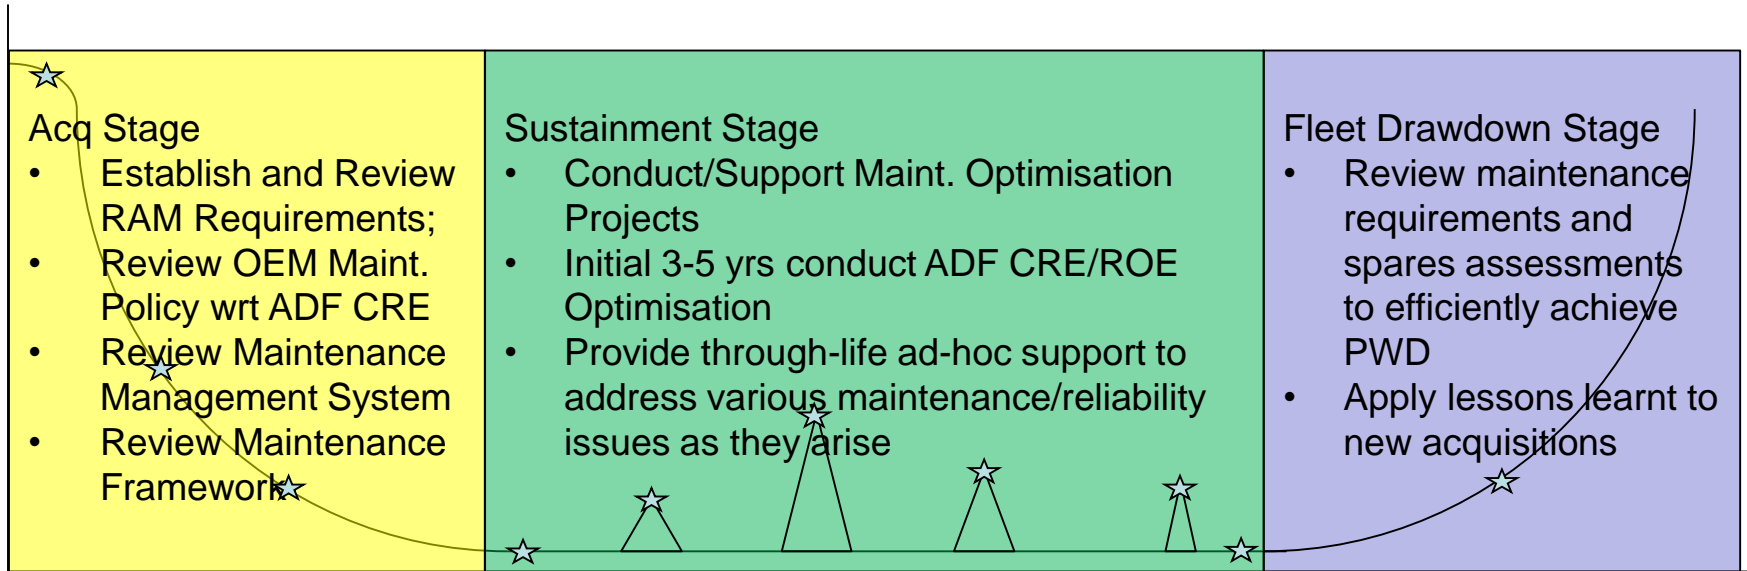 Acq Stage
• Establish and Review
RAM Requirements;
• Review OEM Maint.
Policy wrt ADF CRE
• Review Maintenance
Management System
• Review Maintenance
Framework
Sustainment Stage
• Conduct/Support Maint. Optimisation
Projects
• Initial 3-5 yrs conduct ADF CRE/ROE
Optimisation
• Provide through-life ad-hoc support to
address various maintenance/reliability
issues as they arise
Fleet Drawdown Stage
• Review maintenance
requirements and
spares assessments
to efficiently achieve
PWD
• Apply lessons learnt to
new acquisitions